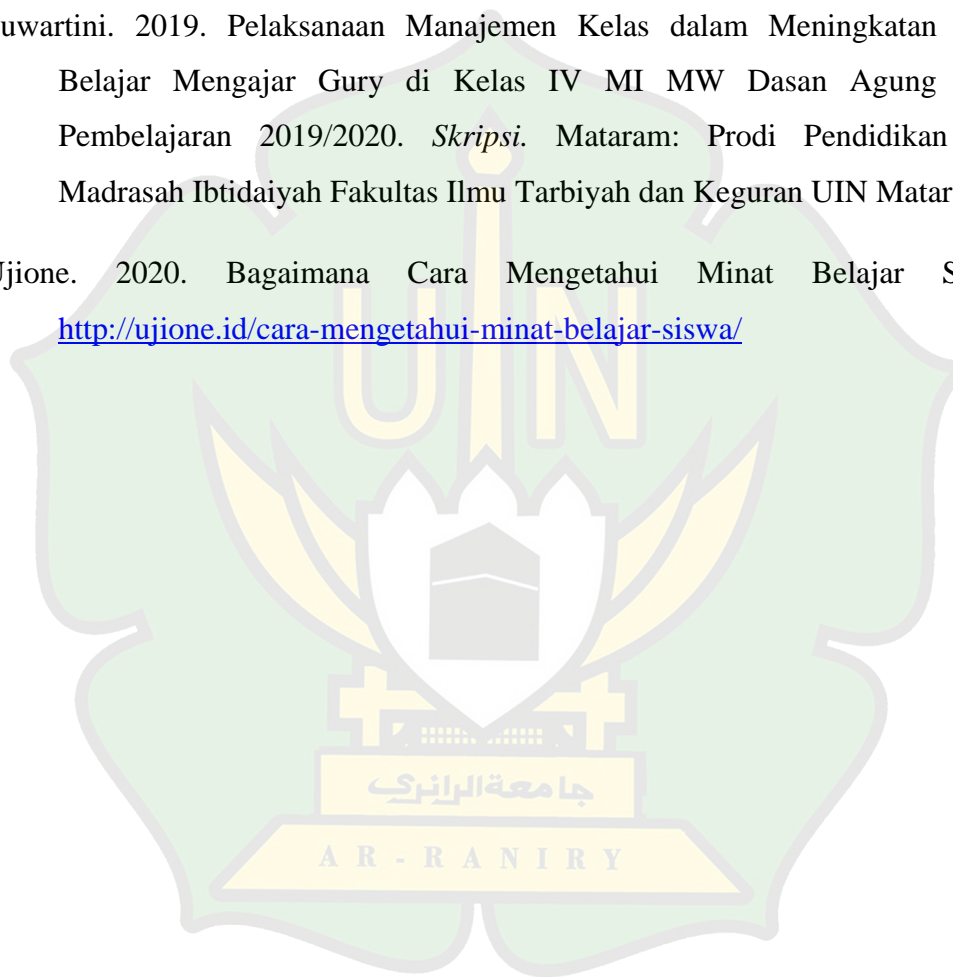 uwartini. 2019. Pelaksanaan Manajemen Kelas dalam Meningkatan
Belajar Mengajar Gury di Kelas IV MI MW Dasan Agung
Pembelajaran 2019/2020. Skripsi. Mataram: Prodi Pendidikan
Madrasah Ibtidaiyah Fakultas Ilmu Tarbiyah dan Keguran UIN Matar
Ujione. 2020. Bagaimana Cara Mengetahui Minat Belajar S
http://ujione.id/cara-mengetahui-minat-belajar-siswa/
UIN
جامعةالرانري
AR-RANIRY